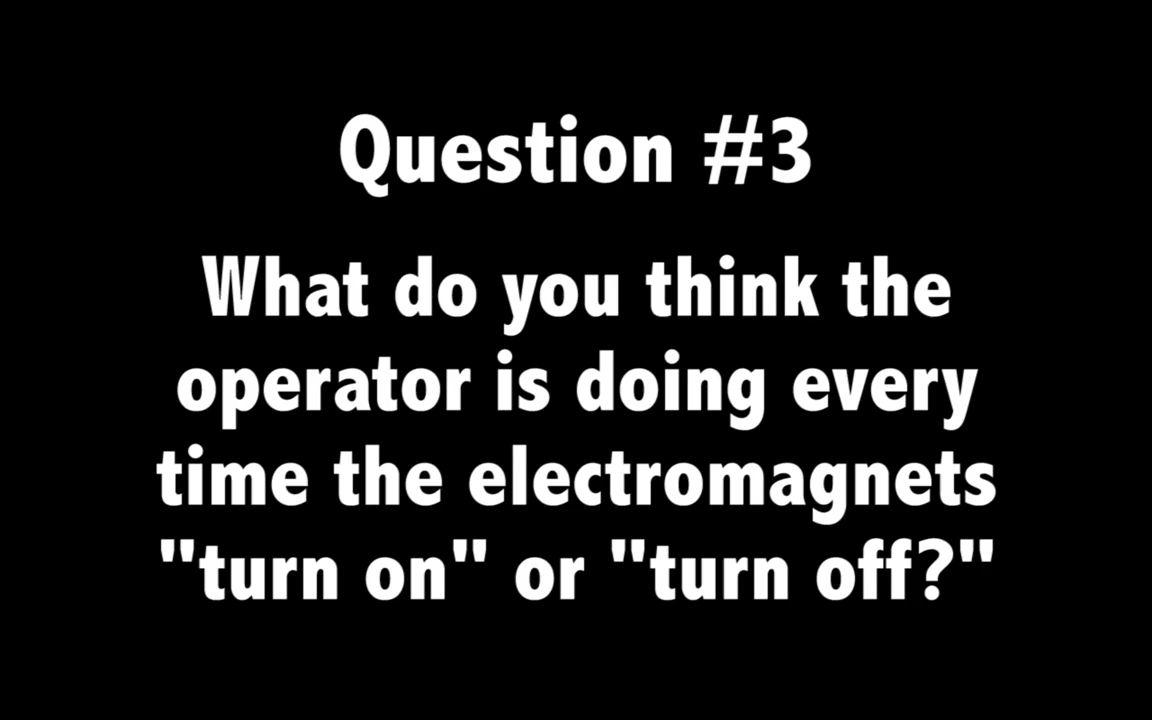 Question #3
What do you think the
operator is doing every
time the electromagnets
"turn on" or "turn off?"